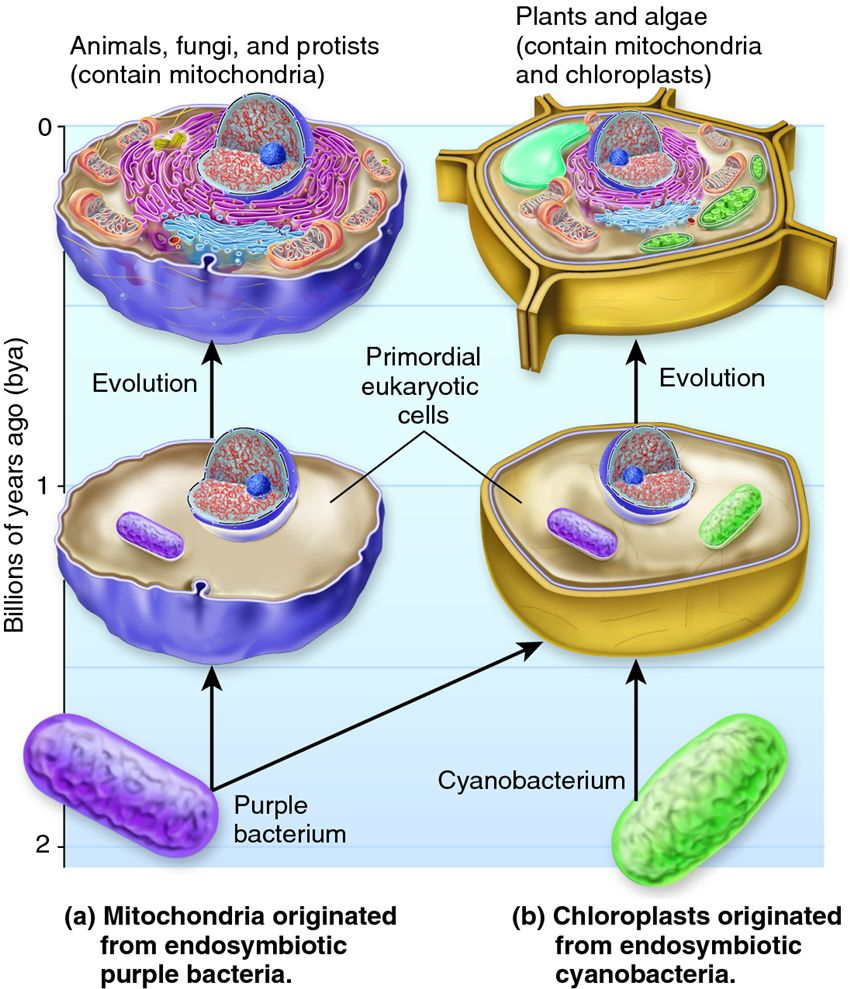 Animals, fungi, and protists
(contain mitochondria)
Plants and algae
(contain mitochondria
and chloroplasts)
0
Evolution
Primordial
eukaryotic
cells
Evolution
Billions of years ago (bya)
1
Purple
bacterium
Cyanobacterium
2
(a) Mitochondria originated
from endosymbiotic
purple bacteria.
(b) Chloroplasts originated
from endosymbiotic
cyanobacteria.